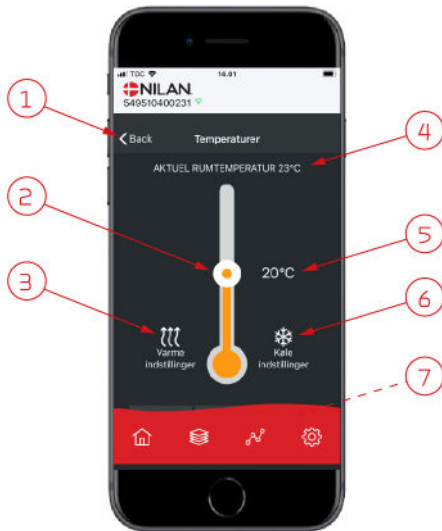 TDC 14.01
NILAN
549510400231
Back Temperaturer
AKTUEL RUMTEMPERATUR 23°C
20°C
Varme
indstillinger
Køle
indstillinger
1
2
3
4
5
6
7